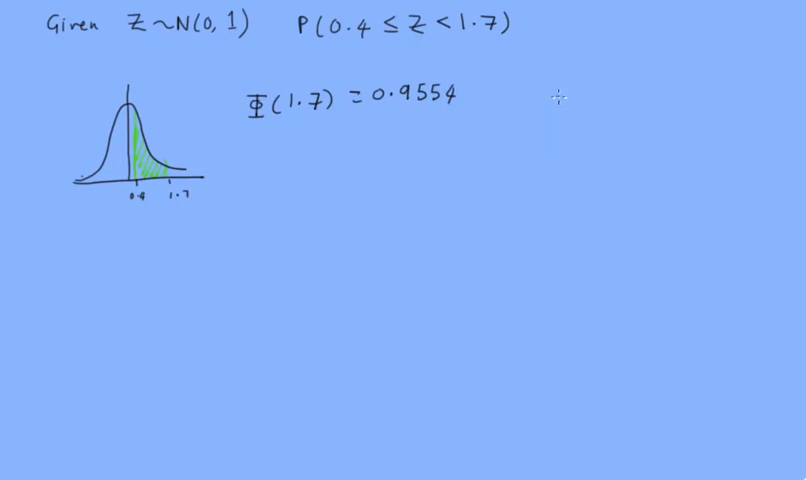 Given Z ~ N(0, 1) P(0.4 ≤ Z < 1.7)
Φ(1.7) = 0.9554
0.4 1.7